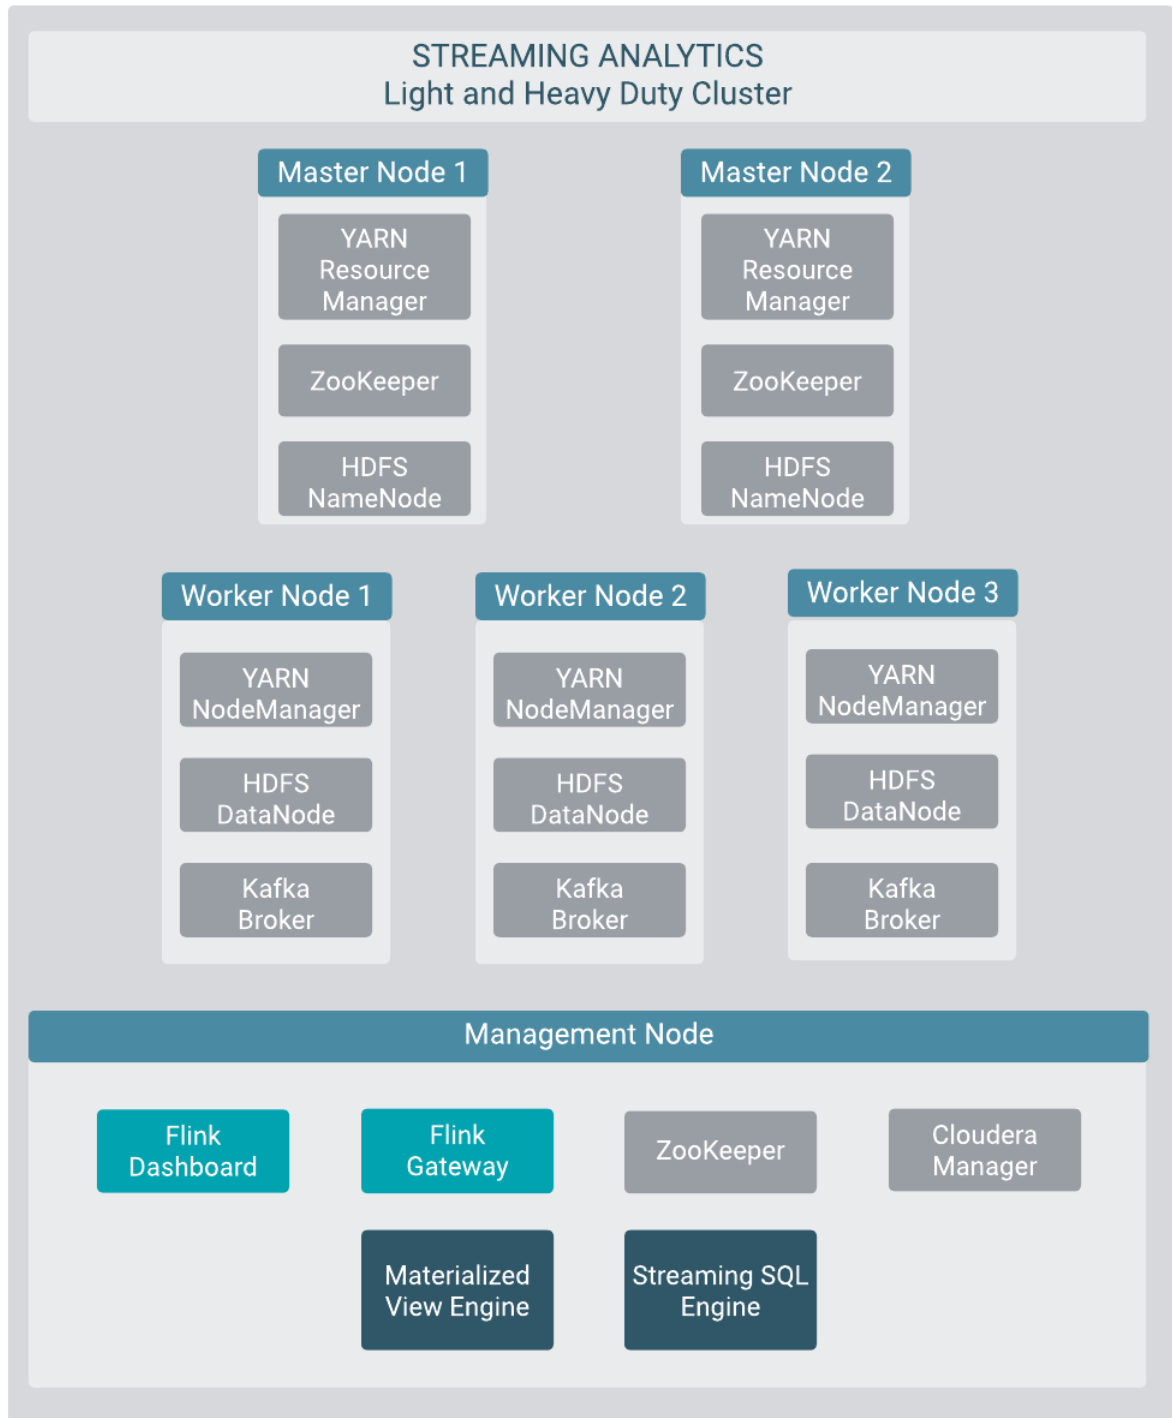 STREAMING ANALYTICS
Light and Heavy Duty Cluster
Master Node 1
YARN
Resource
Manager
ZooKeeper
HDFS
NameNode
Master Node 2
YARN
Resource
Manager
ZooKeeper
HDFS
NameNode
Worker Node 1
YARN
NodeManager
HDFS
DataNode
Kafka
Broker
Worker Node 2
YARN
NodeManager
HDFS
DataNode
Kafka
Broker
Worker Node 3
YARN
NodeManager
HDFS
DataNode
Kafka
Broker
Management Node
Flink
Dashboard
Flink
Gateway
ZooKeeper
Cloudera
Manager
Materialized
View Engine
Streaming SQL
Engine